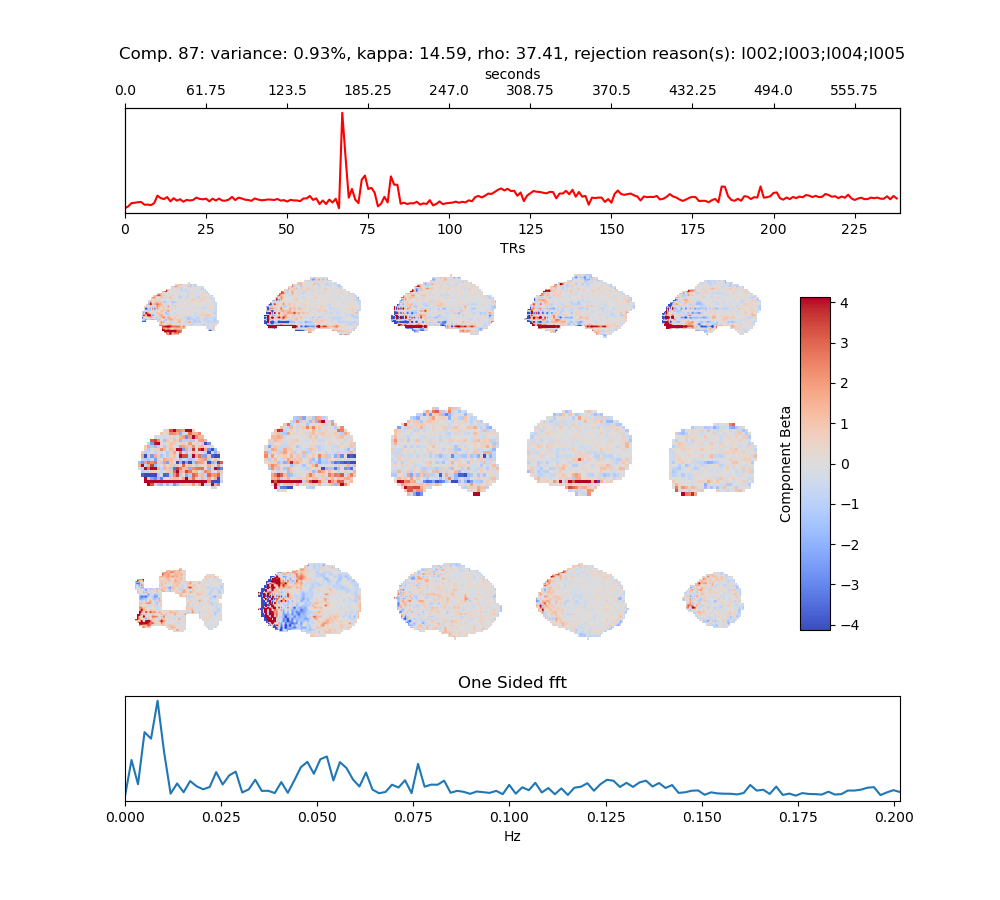 Comp. 87: variance: 0.93%, kappa: 14.59, rho: 37.41, rejection reason(s): I002;I003;I004;I005
seconds
0.0 61.75 123.5 185.25 247.0 308.75 370.5 432.25 494.0 555.75
0 25 50 75 100 125 150 175 200 225
TRs
4
3
2
1
0
−1
−2
−3
−4
Component Beta
One Sided fft
0.000 0.025 0.050 0.075 0.100 0.125 0.150 0.175 0.200
Hz